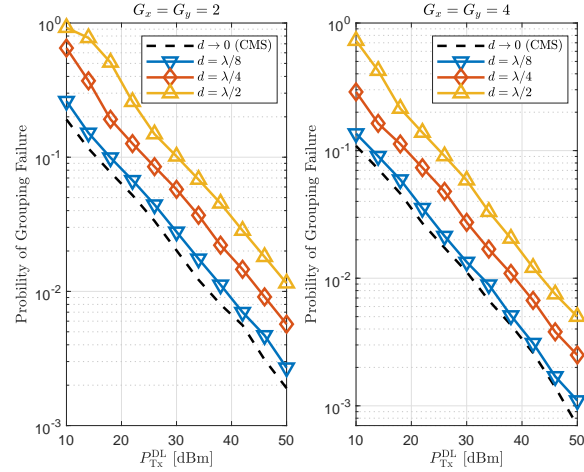 G_x = G_y = 2
Probility of Grouping Failure
10^0
10^-1
10^-2
10^-3
d → 0 (CMS)
d = λ/8
d = λ/4
d = λ/2
10 20 30 40 50
P_Tx^DL [dBm]
G_x = G_y = 4
Probility of Grouping Failure
10^0
10^-1
10^-2
10^-3
d → 0 (CMS)
d = λ/8
d = λ/4
d = λ/2
10 20 30 40 50
P_Tx^DL [dBm]